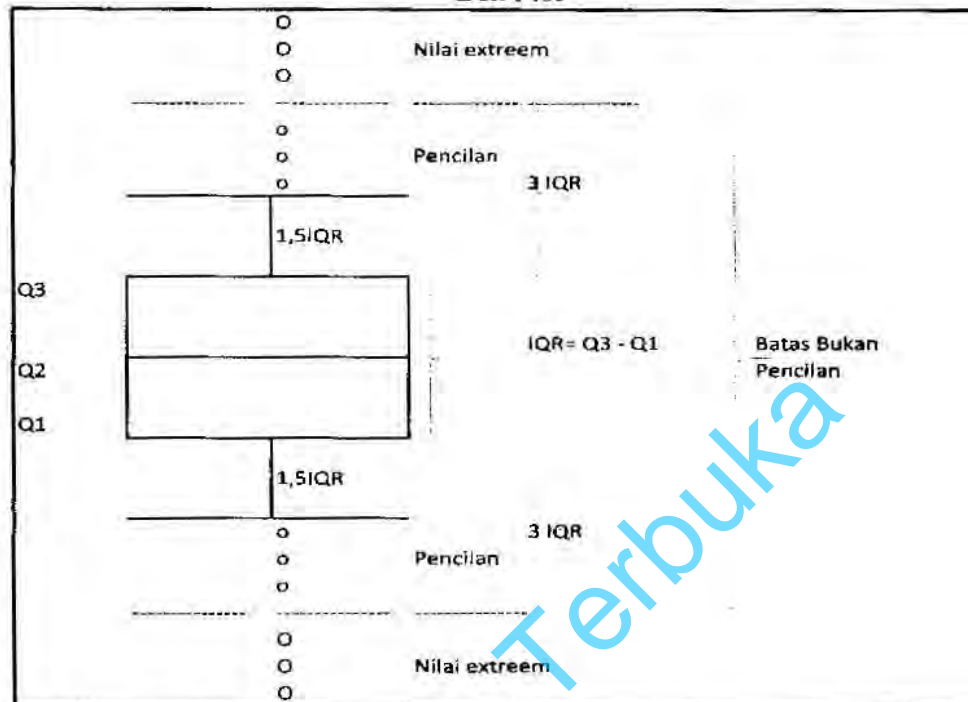 Nilai extreem
Pencilan
3 IQR
1,5IQR
Q3
IQR= Q3 - Q1
Batas Bukan
Pencilan
Q2
Q1
1,5IQR
3 IQR
Pencilan
Nilai extreem
Terbuka